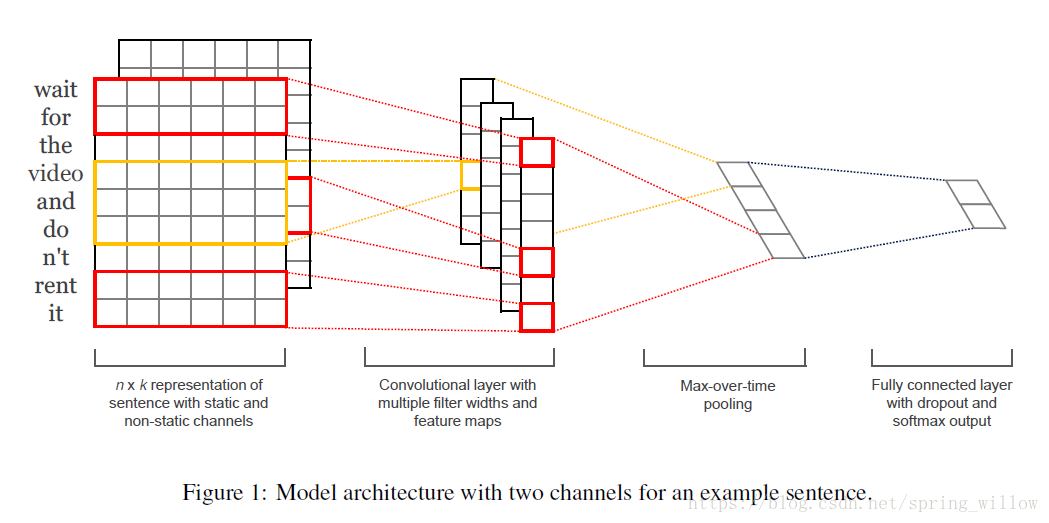 wait
for
the
video
and
do
n't
rent
it
n x k representation of
sentence with static and
non-static channels
Convolutional layer with
multiple filter widths and
feature maps
Max-over-time
pooling
Fully connected layer
with dropout and
softmax output
Figure 1: Model architecture with two channels for an example sentence.
https://blog.csdn.net/spring_willow